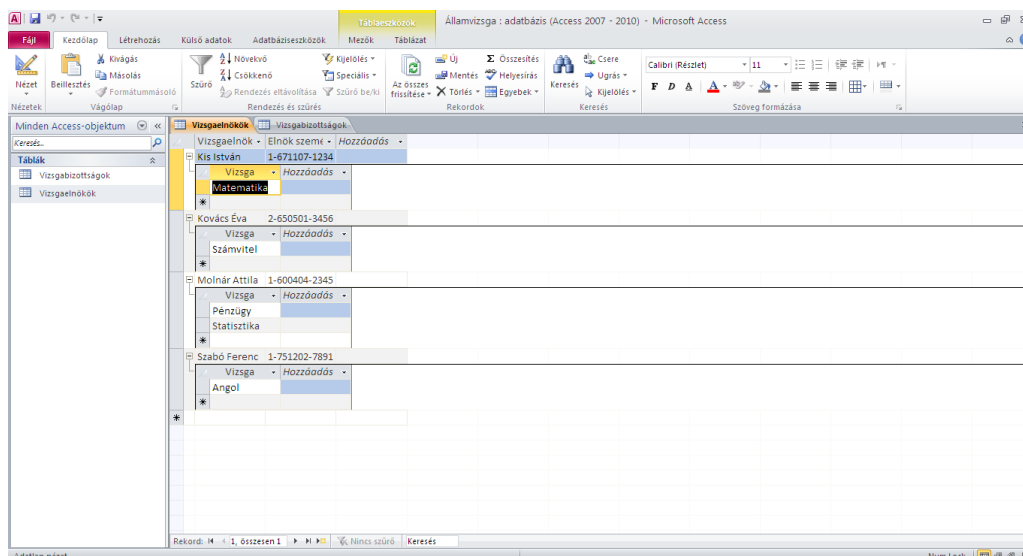 Táblaeszközök Államvizsga : adatbázis (Access 2007 - 2010) - Microsoft Access
Fájl Kezdőlap Létrehozás Külső adatok Adatbáziseszközök Mezők Táblázat
Nézet
Nézetek
Beillesztés
Kivágás
Másolás
Formátummásoló
Vágólap
Szűrő
Növekvő
Csökkenő
Rendezés eltávolítása
Kijelölés
Speciális
Szűrő be/ki
Rendezés és szűrés
Az összes
frissítése
Új
Mentés
Törlés
Összesítés
Helyesírás
Egyebek
Rekordok
Keresés
Csere
Ugrás
Kijelölés
Keresés
Calibri (Részlet) 11
F D A A
Szöveg formázása
Minden Access-objektum «
Keresés...
Táblák
Vizsgabizottságok
Vizsgaelnökök
Vizsgaelnökök Vizsgabizottságok
Vizsgaelnök Elnök szemé Hozzáadás
Kis István 1-671107-1234
Vizsga Hozzáadás
Matematika
Kovács Éva 2-650501-3456
Vizsga Hozzáadás
Számvitel
Molnár Attila 1-600404-2345
Vizsga Hozzáadás
Pénzügy
Statisztika
Szabó Ferenc 1-751202-7891
Vizsga Hozzáadás
Angol
Rekord: 1, összesen 1 Nincs szűrő Keresés
Adatlap nézet Num Lock